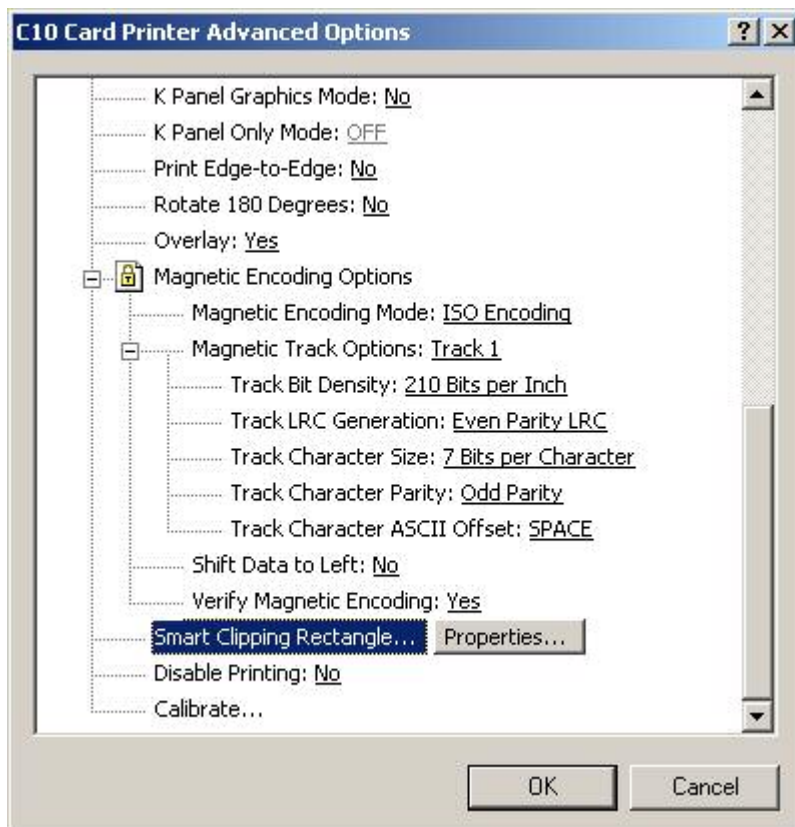 C10 Card Printer Advanced Options
K Panel Graphics Mode: No
K Panel Only Mode: OFF
Print Edge-to-Edge: No
Rotate 180 Degrees: No
Overlay: Yes
Magnetic Encoding Options
Magnetic Encoding Mode: ISO Encoding
Magnetic Track Options: Track 1
Track Bit Density: 210 Bits per Inch
Track LRC Generation: Even Parity LRC
Track Character Size: 7 Bits per Character
Track Character Parity: Odd Parity
Track Character ASCII Offset: SPACE
Shift Data to Left: No
Verify Magnetic Encoding: Yes
Smart Clipping Rectangle... Properties...
Disable Printing: No
Calibrate...
OK Cancel